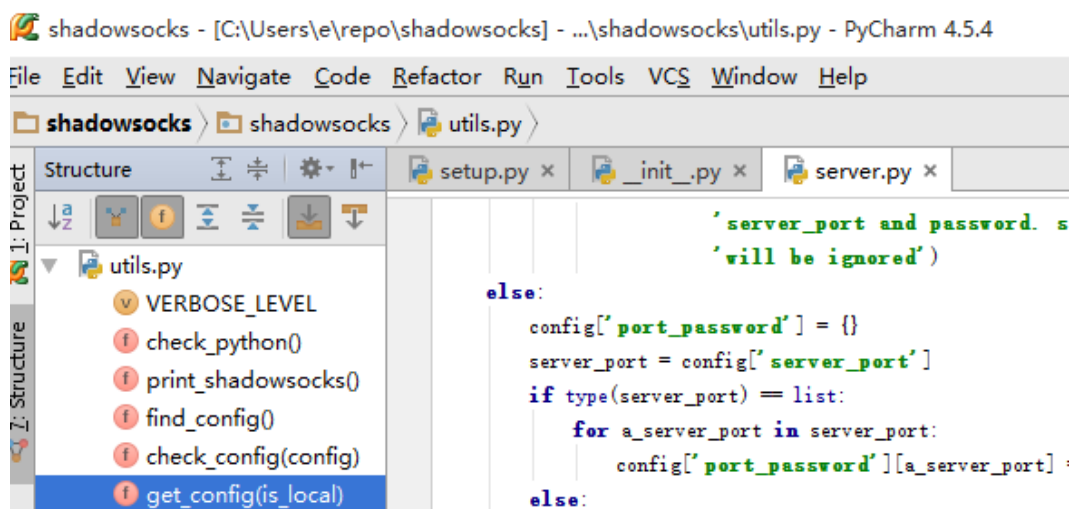 shadowsocks - [C:\Users\e\repo\shadowsocks] - ...\shadowsocks\utils.py - PyCharm 4.5.4
File Edit View Navigate Code Refactor Run Tools VCS Window Help
shadowsocks shadowsocks utils.py
1: Project
7: Structure
Structure
utils.py
VERBOSE_LEVEL
check_python()
print_shadowsocks()
find_config()
check_config(config)
get_config(is_local)
setup.py __init__.py server.py
'server_port and password. s
'will be ignored')
else:
config['port_password'] = {}
server_port = config['server_port']
if type(server_port) == list:
for a_server_port in server_port:
config['port_password'][a_server_port] =
else: